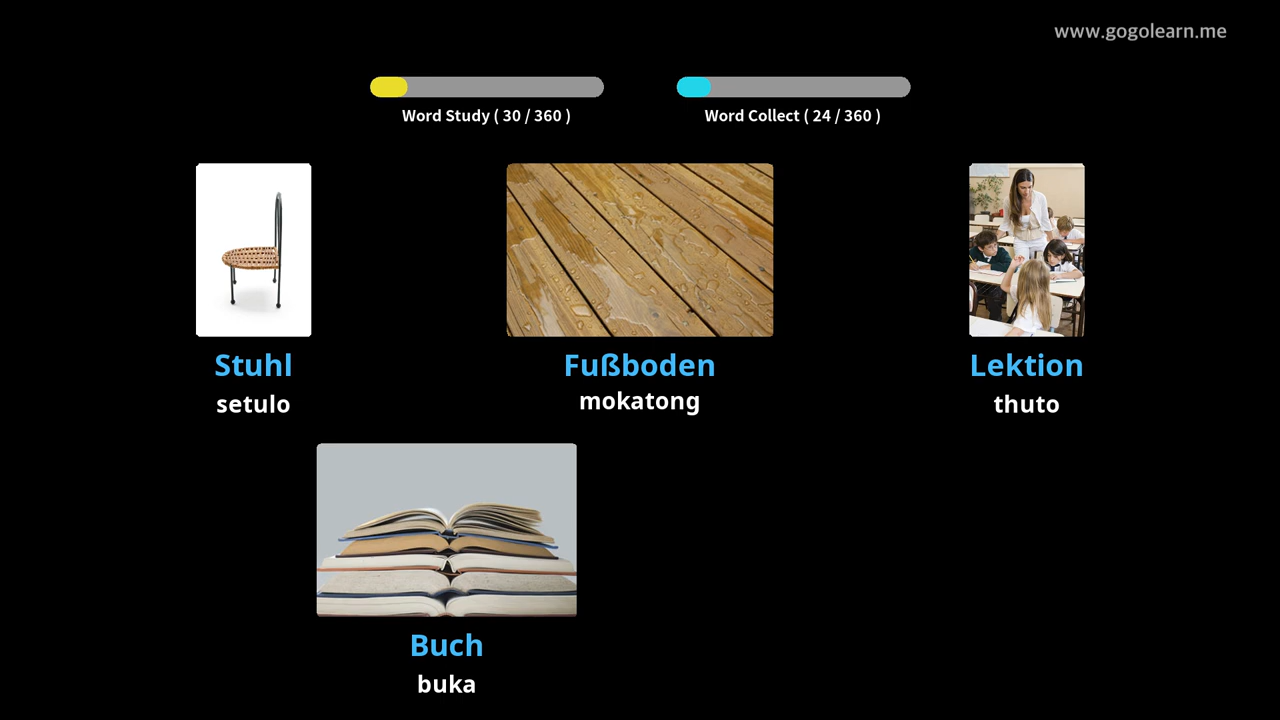 www.gogolearn.me
Word Study ( 30 / 360 )
Word Collect ( 24 / 360 )
Stuhl
setulo
Fußboden
mokatong
Lektion
thuto
Buch
buka